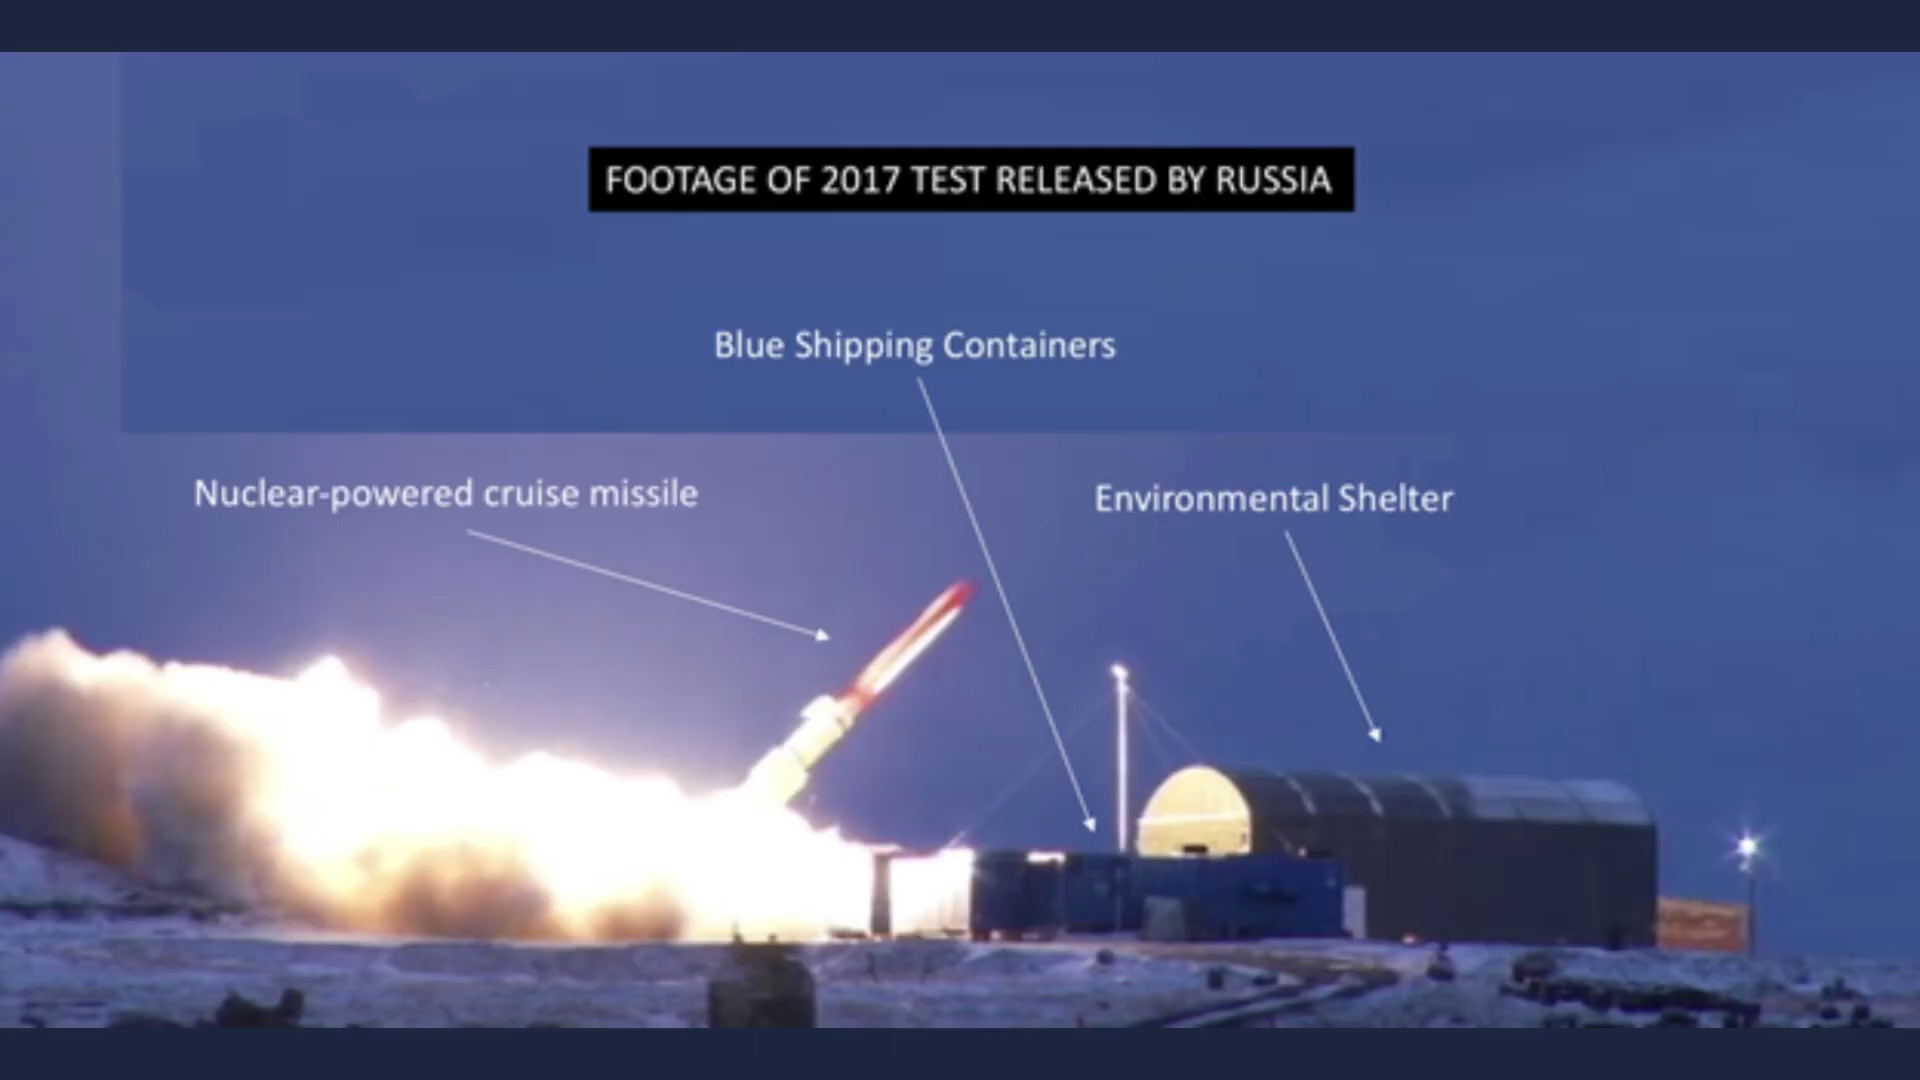 FOOTAGE OF 2017 TEST RELEASED BY RUSSIA
Blue Shipping Containers
Nuclear-powered cruise missile
Environmental Shelter